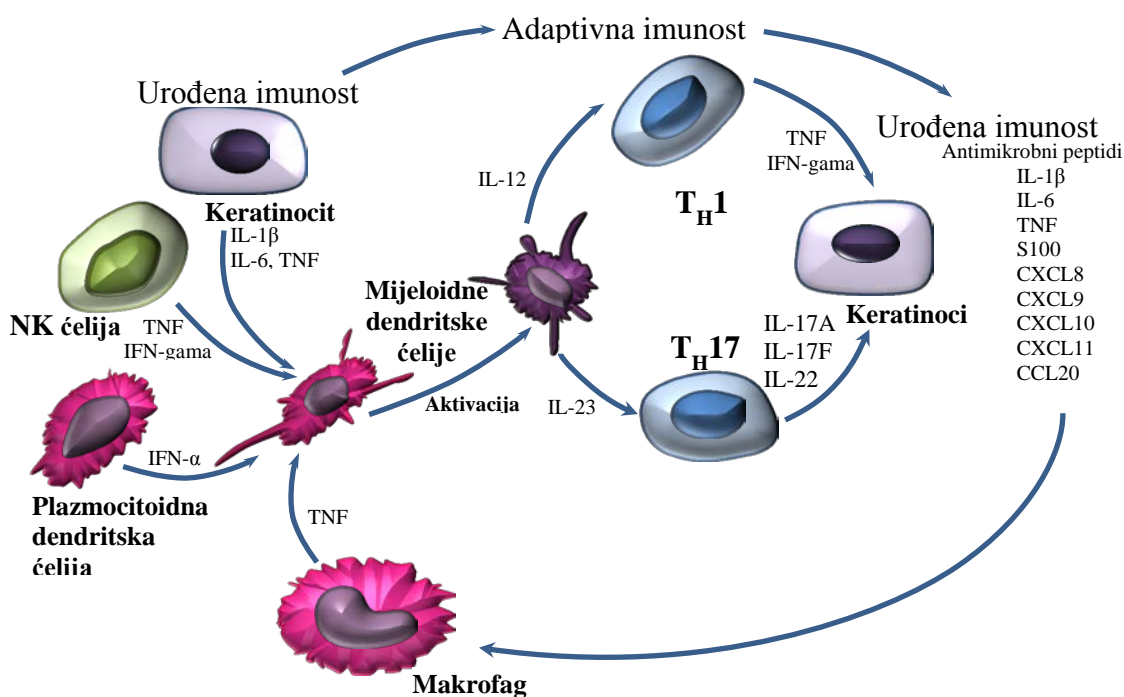 Adaptivna imunost
Urođena imunost
Keratinocit
IL-1β
IL-6, TNF
NK ćelija
TNF
IFN-gama
Plazmocitoidna
dendritska
ćelija
IFN-α
TNF
Makrofag
Mijeloidne
dendritske
ćelije
Aktivacija
IL-12
IL-23
T_H1
T_H17
TNF
IFN-gama
IL-17A
IL-17F
IL-22
Keratinoci
Urođena imunost
Antimikrobni peptidi
IL-1β
IL-6
TNF
S100
CXCL8
CXCL9
CXCL10
CXCL11
CCL20